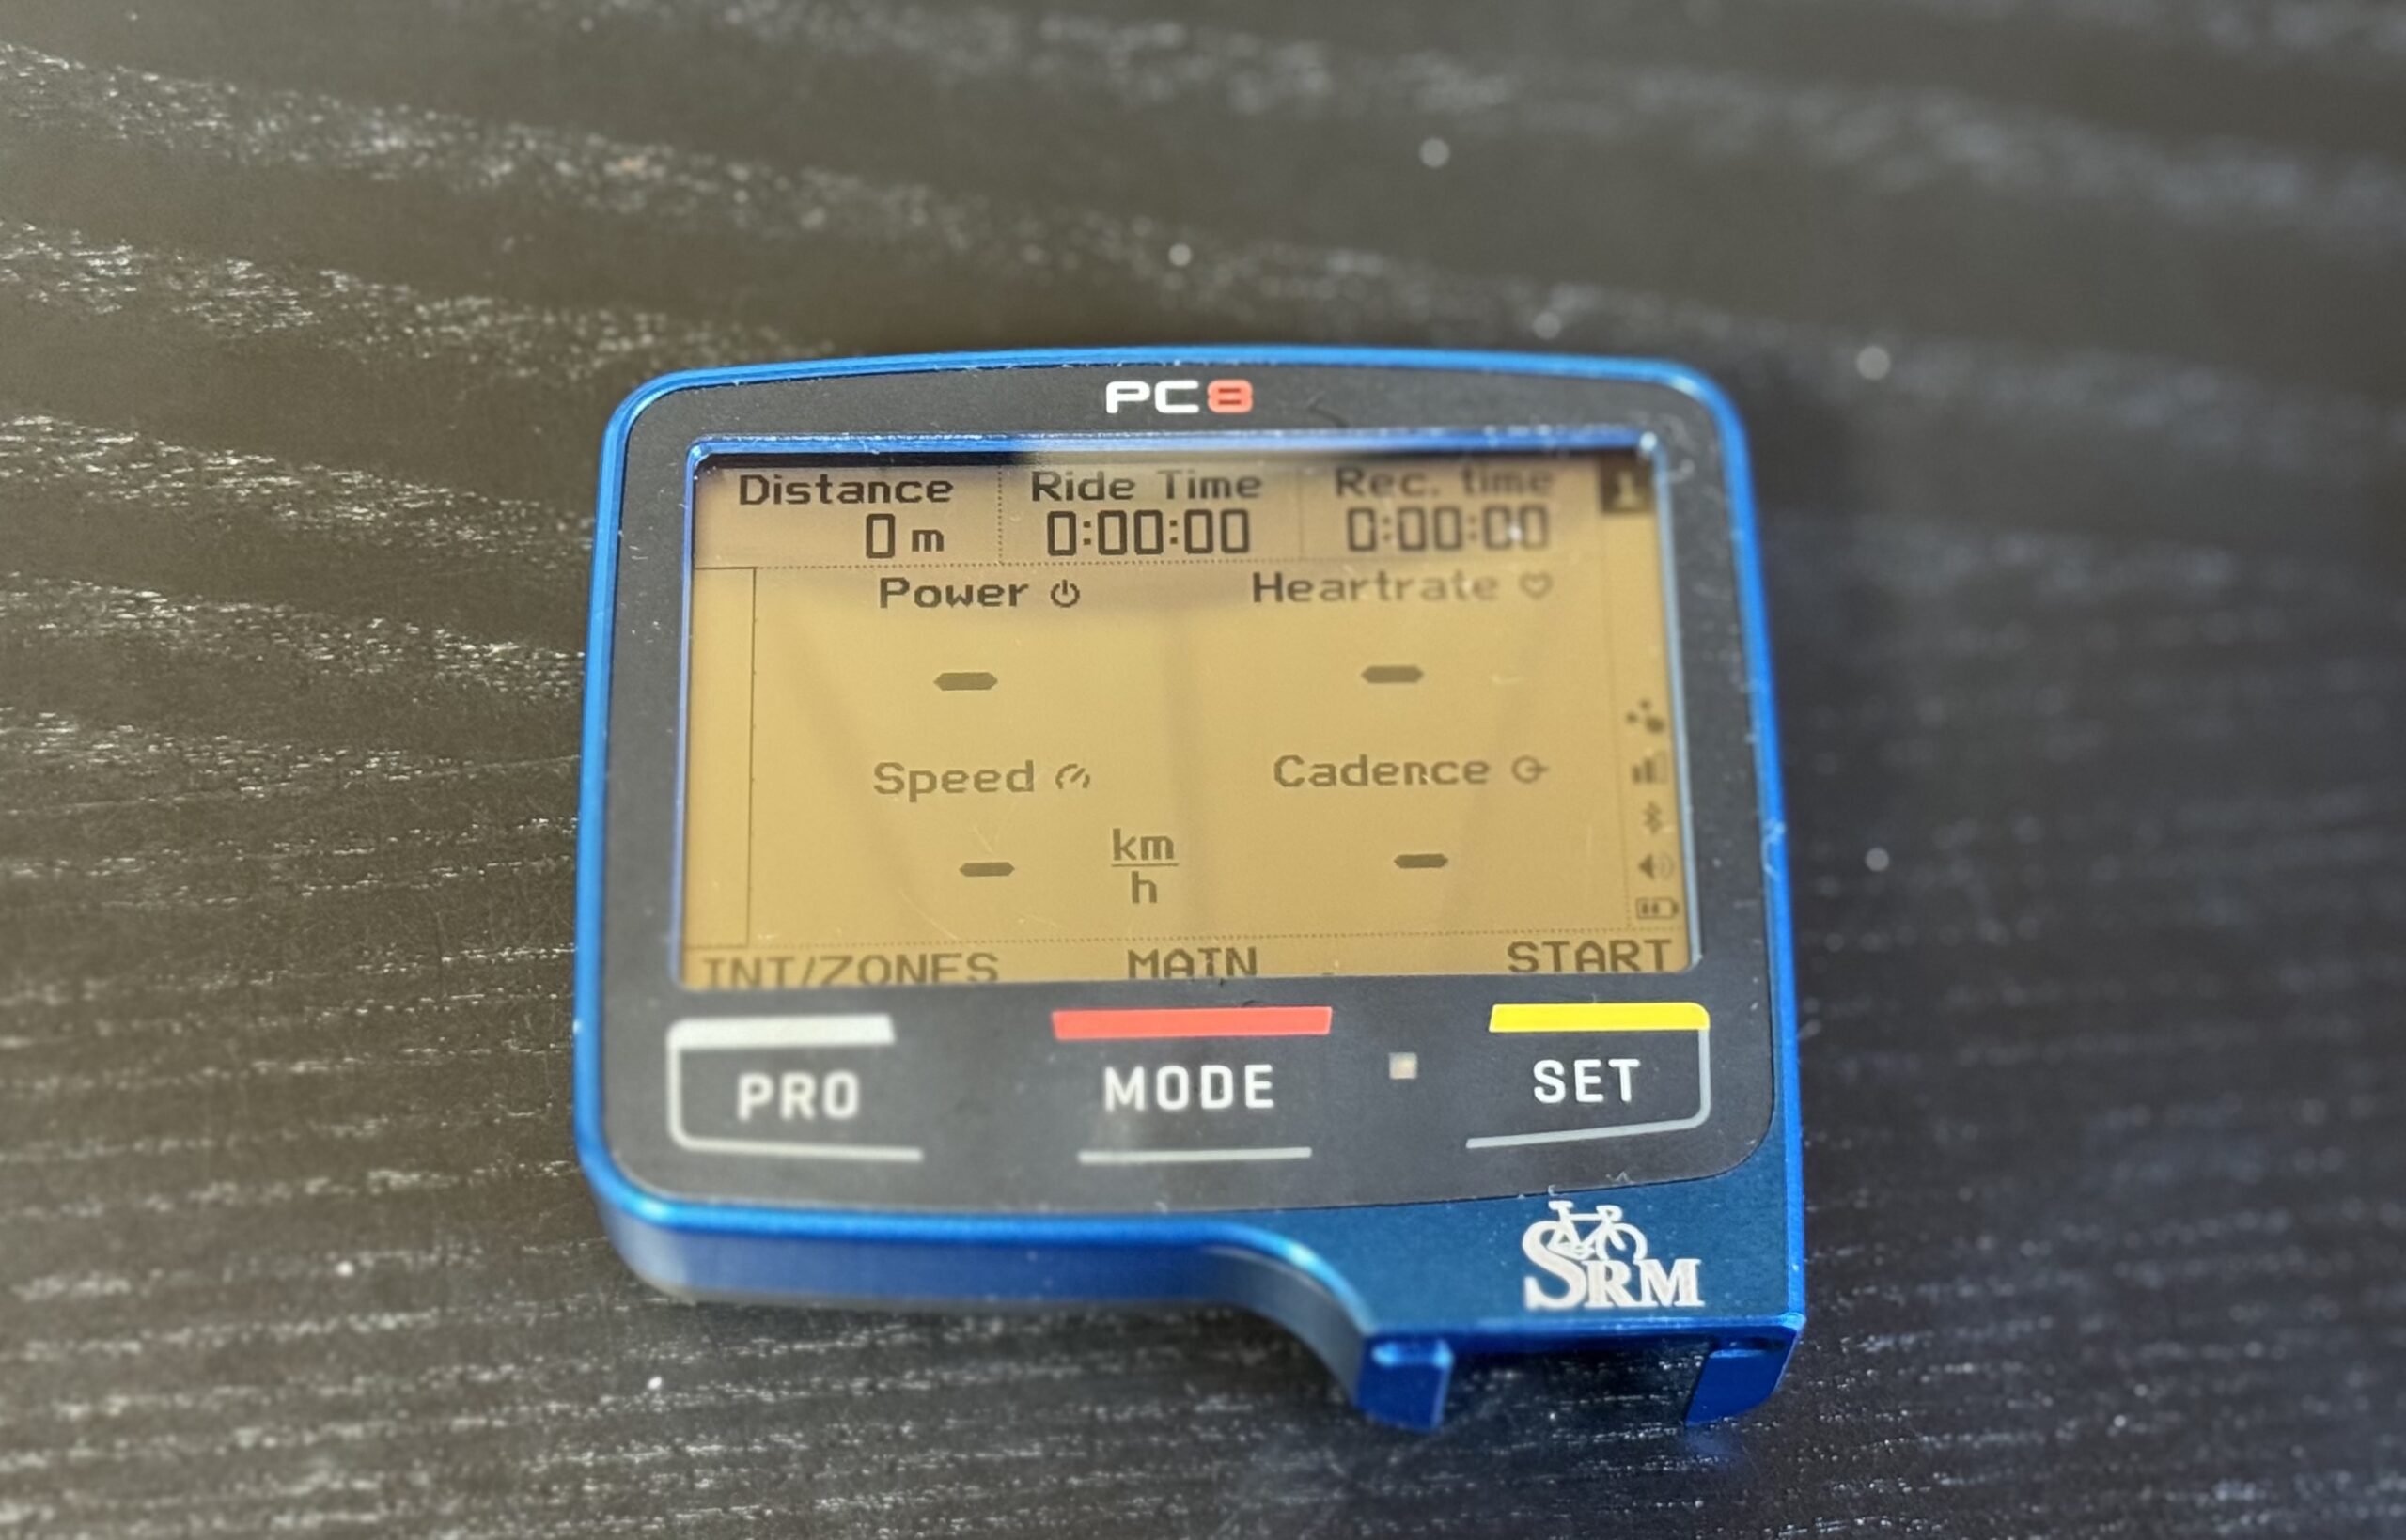 PC8
Distance Ride Time Rec. time 1
0 m 0:00:00 0:00:00
Power Heartrate
- -
Speed Cadence
- km/h -
INT/ZONES MAIN START
PRO MODE SET
SRM